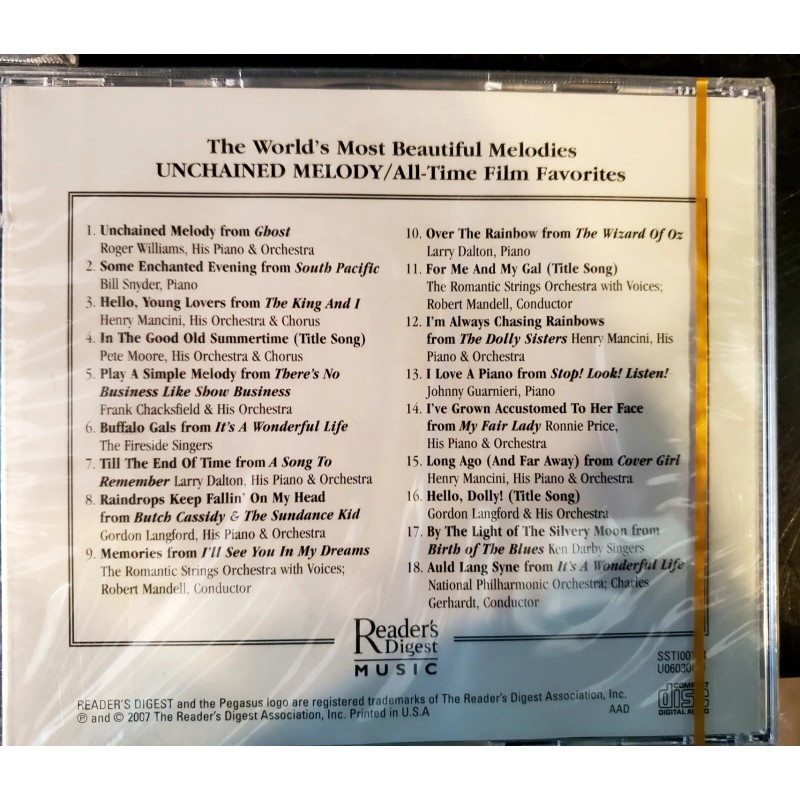 The World's Most Beautiful Melodies
UNCHAINED MELODY/All-Time Film Favorites
1. Unchained Melody from Ghost
Roger Williams, His Piano & Orchestra
2. Some Enchanted Evening from South Pacific
Bill Snyder, Piano
3. Hello, Young Lovers from The King And I
Henry Mancini, His Orchestra & Chorus
4. In The Good Old Summertime (Title Song)
Pete Moore, His Orchestra & Chorus
5. Play A Simple Melody from There's No
Business Like Show Business
Frank Chacksfield & His Orchestra
6. Buffalo Gals from It's A Wonderful Life
The Fireside Singers
7. Till The End Of Time from A Song To
Remember Larry Dalton, His Piano & Orchestra
8. Raindrops Keep Fallin' On My Head
from Butch Cassidy & The Sundance Kid
Gordon Langford, His Piano & Orchestra
9. Memories from I'll See You In My Dreams
The Romantic Strings Orchestra with Voices;
Robert Mandell, Conductor
10. Over The Rainbow from The Wizard Of Oz
Larry Dalton, Piano
11. For Me And My Gal (Title Song)
The Romantic Strings Orchestra with Voices;
Robert Mandell, Conductor
12. I'm Always Chasing Rainbows
from The Dolly Sisters Henry Mancini, His
Piano & Orchestra
13. I Love A Piano from Stop! Look! Listen!
Johnny Guarnieri, Piano
14. I've Grown Accustomed To Her Face
from My Fair Lady Ronnie Price,
His Piano & Orchestra
15. Long Ago (And Far Away) from Cover Girl
Henry Mancini, His Piano & Orchestra
16. Hello, Dolly! (Title Song)
Gordon Langford & His Orchestra
17. By The Light of The Silvery Moon from
Birth of The Blues Ken Darby Singers
18. Auld Lang Syne from It's A Wonderful Life
National Philharmonic Orchestra; Charles
Gerhardt, Conductor
Reader's
Digest
MUSIC
COMPACT
disc
DIGITAL AUDIO
READER'S DIGEST and the Pegasus logo are registered trademarks of The Reader's Digest Association, Inc.
℗ and © 2007 The Reader's Digest Association, Inc. Printed in U.S.A
AAD